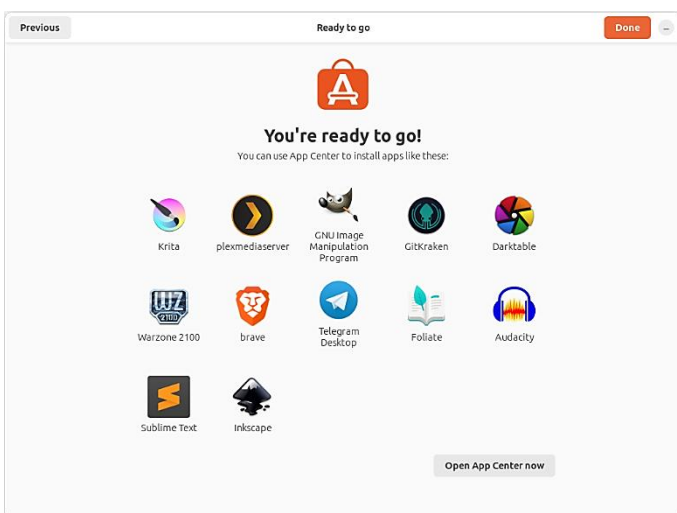 Previous
Ready to go
Done
You're ready to go!
You can use App Center to install apps like these:
Krita
plexmediaserver
GNU Image
Manipulation
Program
GitKraken
Darktable
WZ
2100
Warzone 2100
brave
Telegram
Desktop
Foliate
Audacity
Sublime Text
Inkscape
Open App Center now